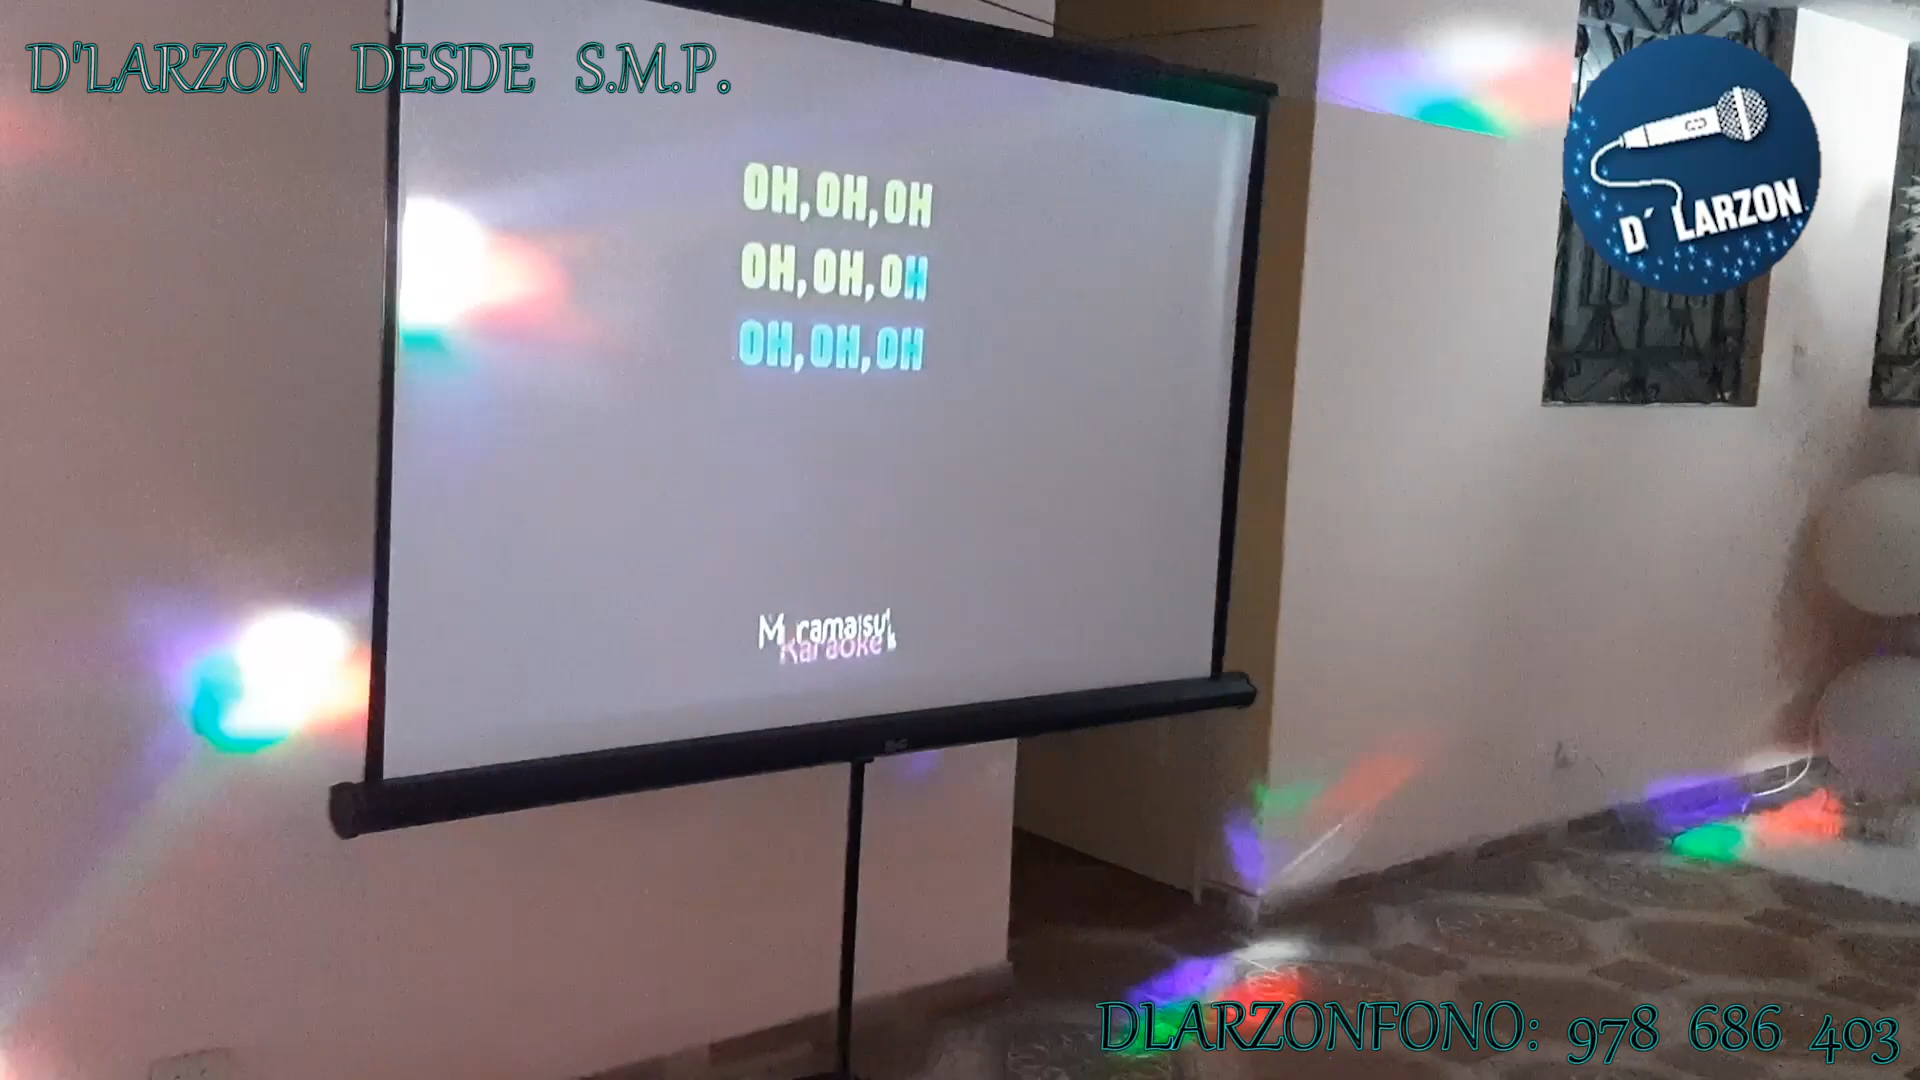 D'LARZON DESDE S.M.P.
D´ LARZON
OH, OH, OH
OH, OH, OH
OH, OH, OH
Karaoke
DLARZONFONO: 978 686 403